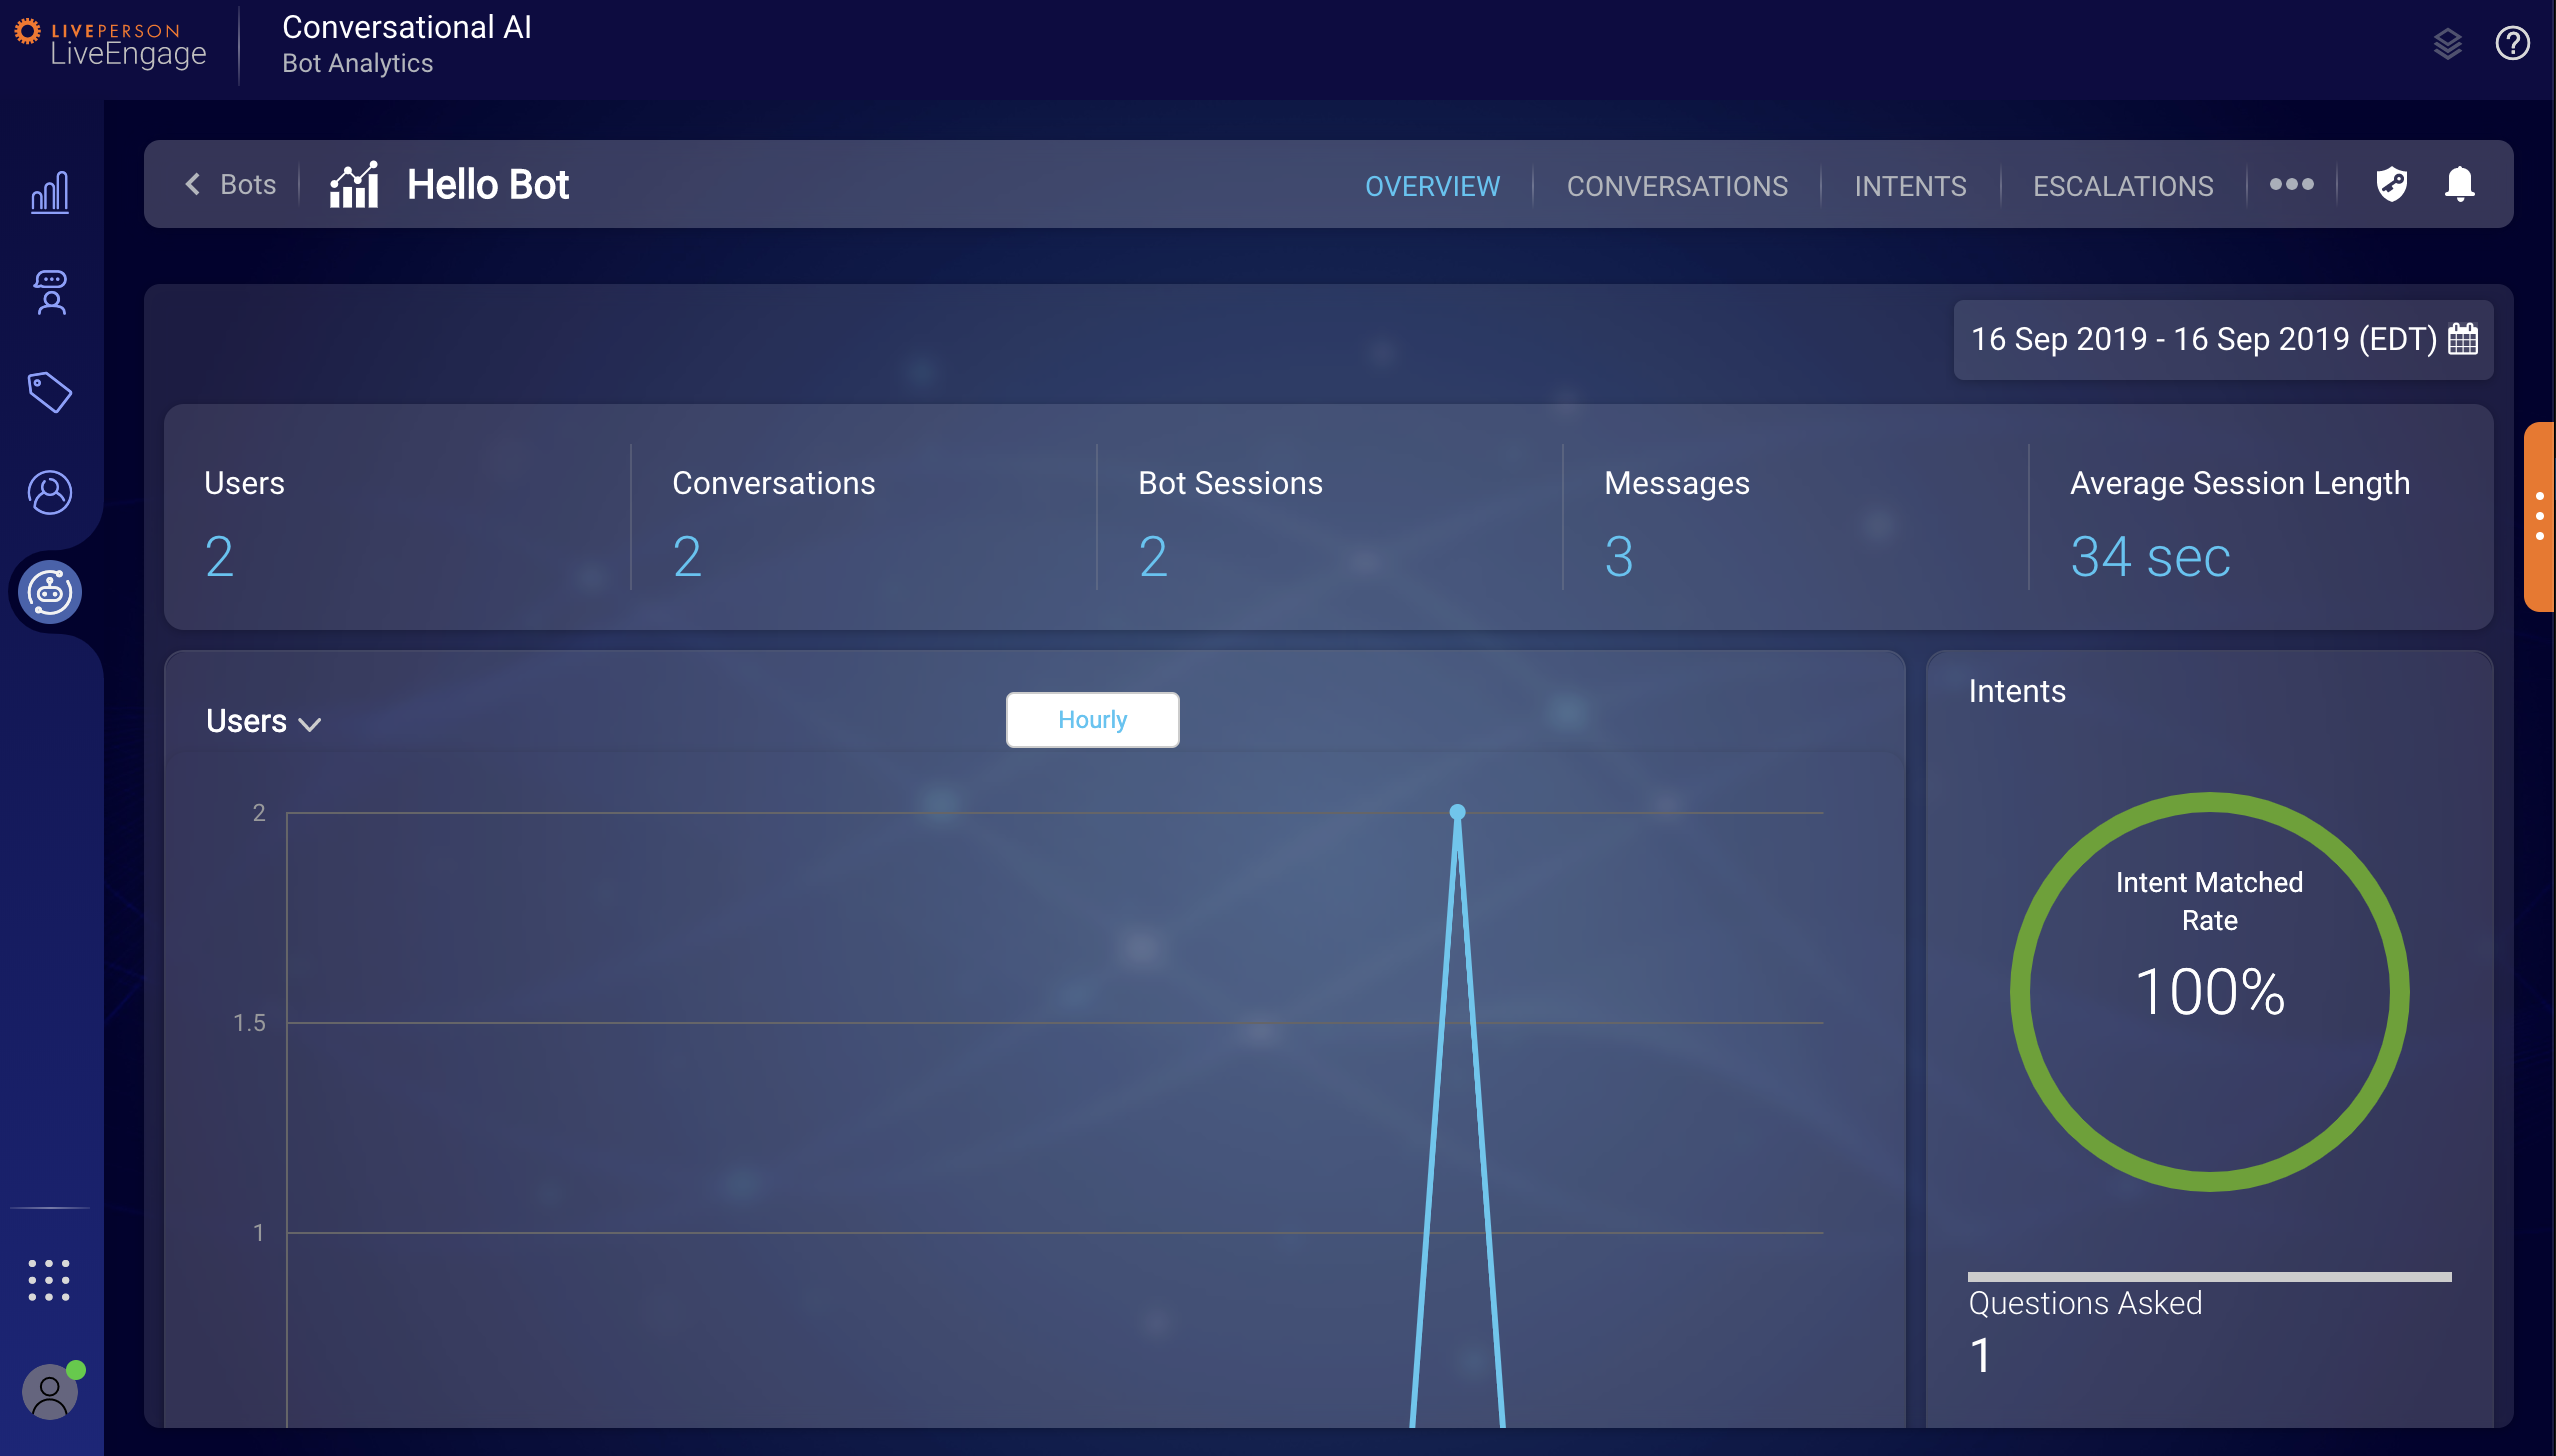 LIVEPERSON
LiveEngage
Conversational AI
Bot Analytics
Bots
Hello Bot
OVERVIEW
CONVERSATIONS
INTENTS
ESCALATIONS
16 Sep 2019 - 16 Sep 2019 (EDT)
Users
Conversations
Bot Sessions
Messages
Average Session Length
2
2
2
3
34 sec
Users
Hourly
2
1.5
1
Intents
Intent Matched
Rate
100%
Questions Asked
1